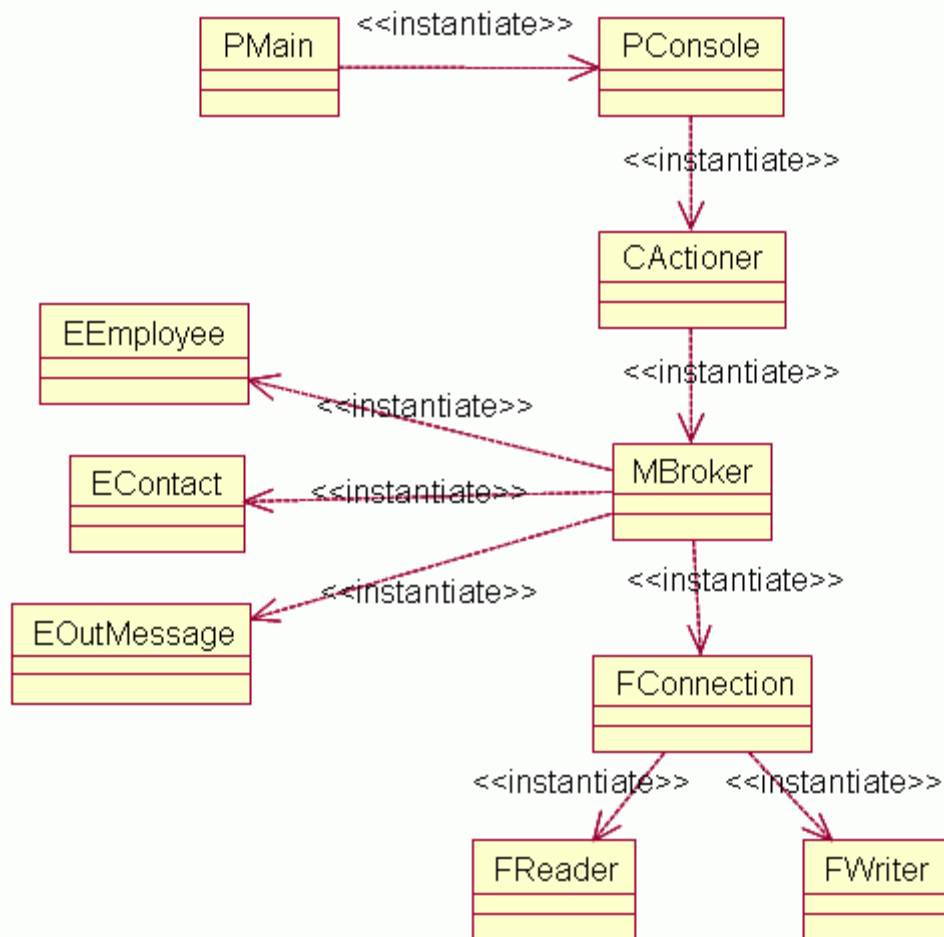 PMain
<<instantiate>>
PConsole
<<instantiate>>
CActioner
<<instantiate>>
EEmployee
<<instantiate>>
MBroker
EContact
<<instantiate>>
<<instantiate>>
<<instantiate>>
EOutMessage
FConnection
<<instantiate>>
<<instantiate>>
FReader
FWriter